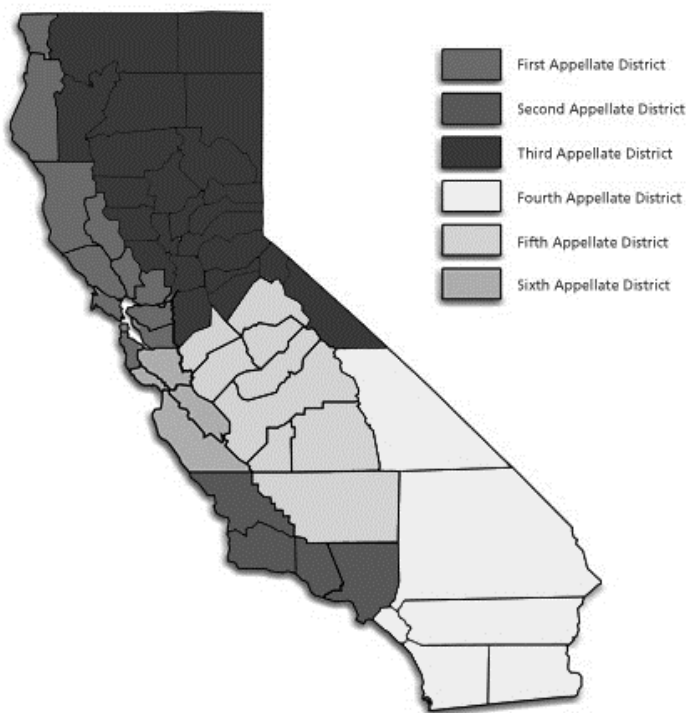 First Appellate District
Second Appellate District
Third Appellate District
Fourth Appellate District
Fifth Appellate District
Sixth Appellate District